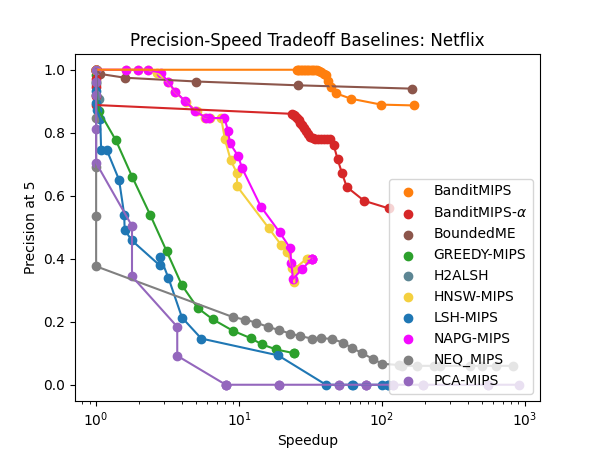 Precision-Speed Tradeoff Baselines: Netflix
Precision at 5
1.0
0.8
0.6
0.4
0.2
0.0
BanditMIPS
BanditMIPS-α
BoundedME
GREEDY-MIPS
H2ALSH
HNSW-MIPS
LSH-MIPS
NAPG-MIPS
NEQ_MIPS
PCA-MIPS
10⁰ 10¹ 10² 10³
Speedup